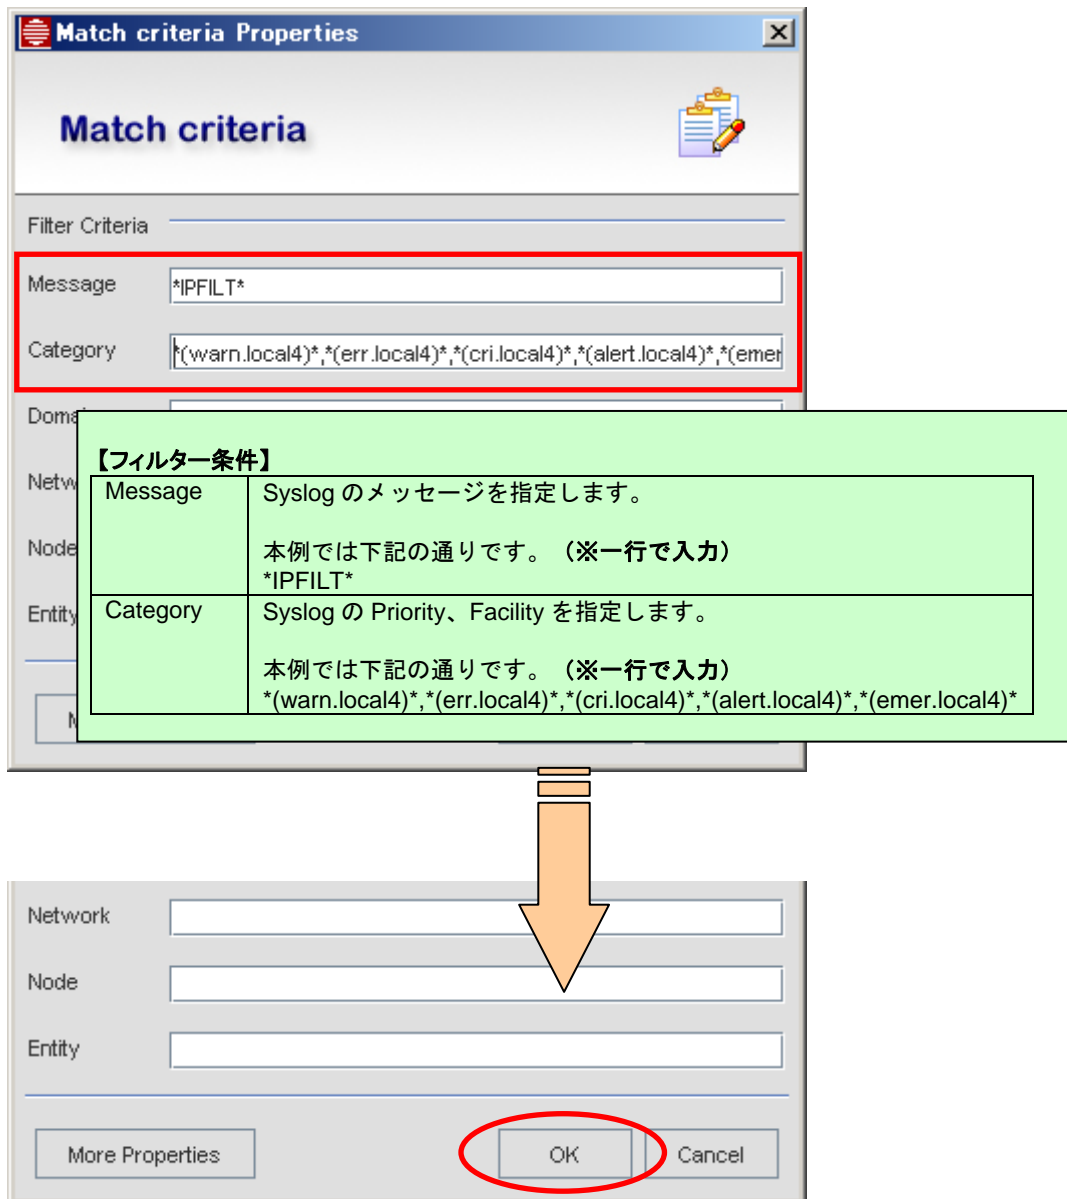 Match criteria Properties
Match criteria
Filter Criteria
Message *IPFILT*
Category *(warn.local4)*,*(err.local4)*,*(cri.local4)*,*(alert.local4)*,*(emer
Doma
Netw
Node
Entity
【フィルター条件】
Message Syslog のメッセージを指定します。
本例では下記の通りです。（※一行で入力）
*IPFILT*
Category Syslog の Priority、Facility を指定します。
本例では下記の通りです。（※一行で入力）
*(warn.local4)*,*(err.local4)*,*(cri.local4)*,*(alert.local4)*,*(emer.local4)*
Network
Node
Entity
More Properties OK Cancel